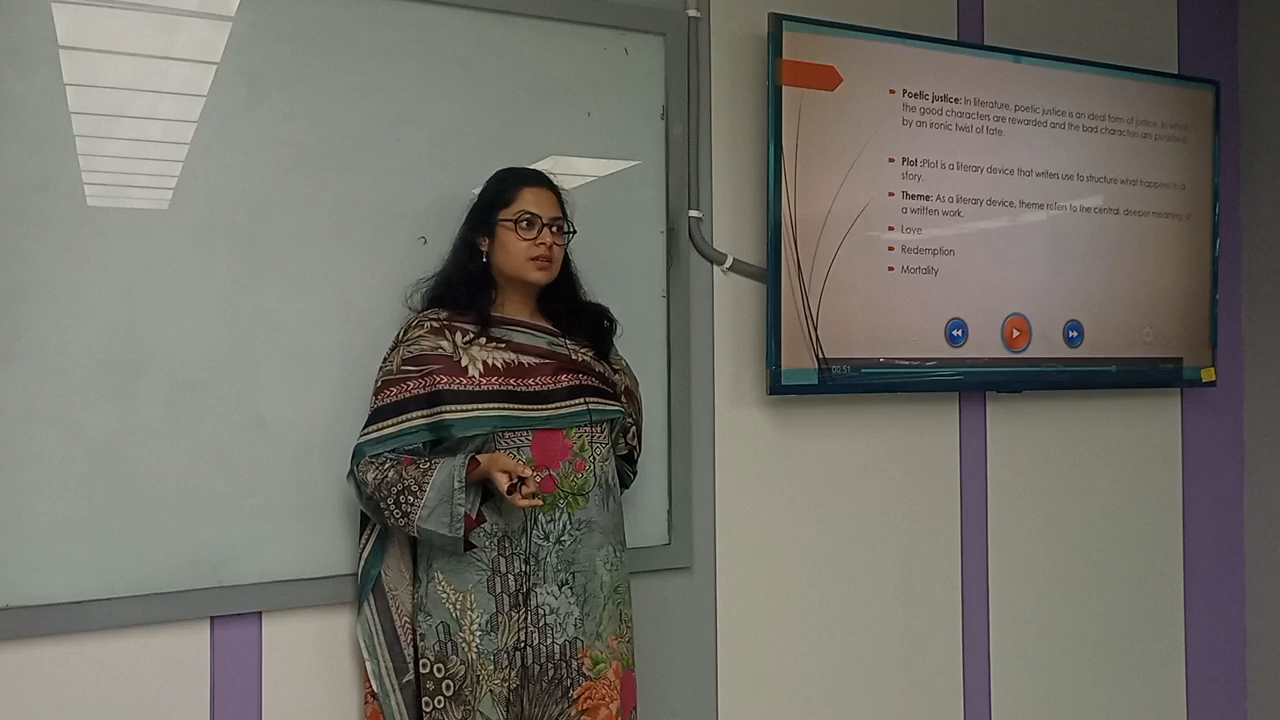 Poetic justice: In literature, poetic justice is an ideal form of justice, in which
the good characters are rewarded and the bad characters are punished
by an ironic twist of fate.
Plot :Plot is a literary device that writers use to structure what happens in a
story.
Theme: As a literary device, theme refers to the central, deeper meaning of
a written work.
Love
Redemption
Mortality
00:51